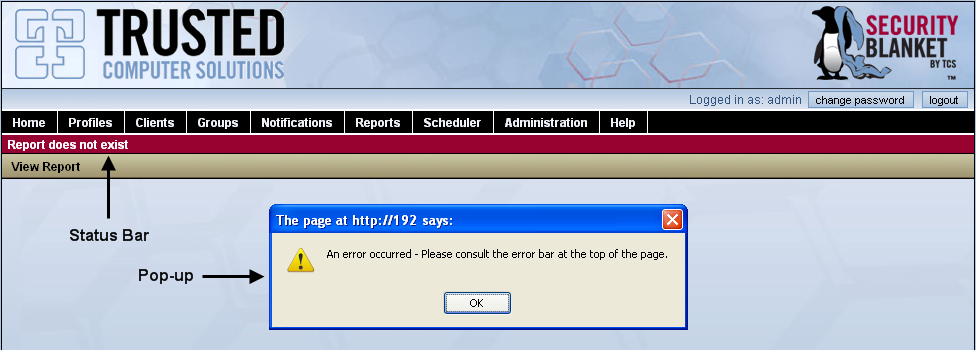 TRUSTED
COMPUTER SOLUTIONS
SECURITY
BLANKET
BY TCS
TM
Logged in as: admin change password logout
Home Profiles Clients Groups Notifications Reports Scheduler Administration Help
Report does not exist
View Report
Status Bar
The page at http://192 says:
An error occurred - Please consult the error bar at the top of the page.
Pop-up
OK